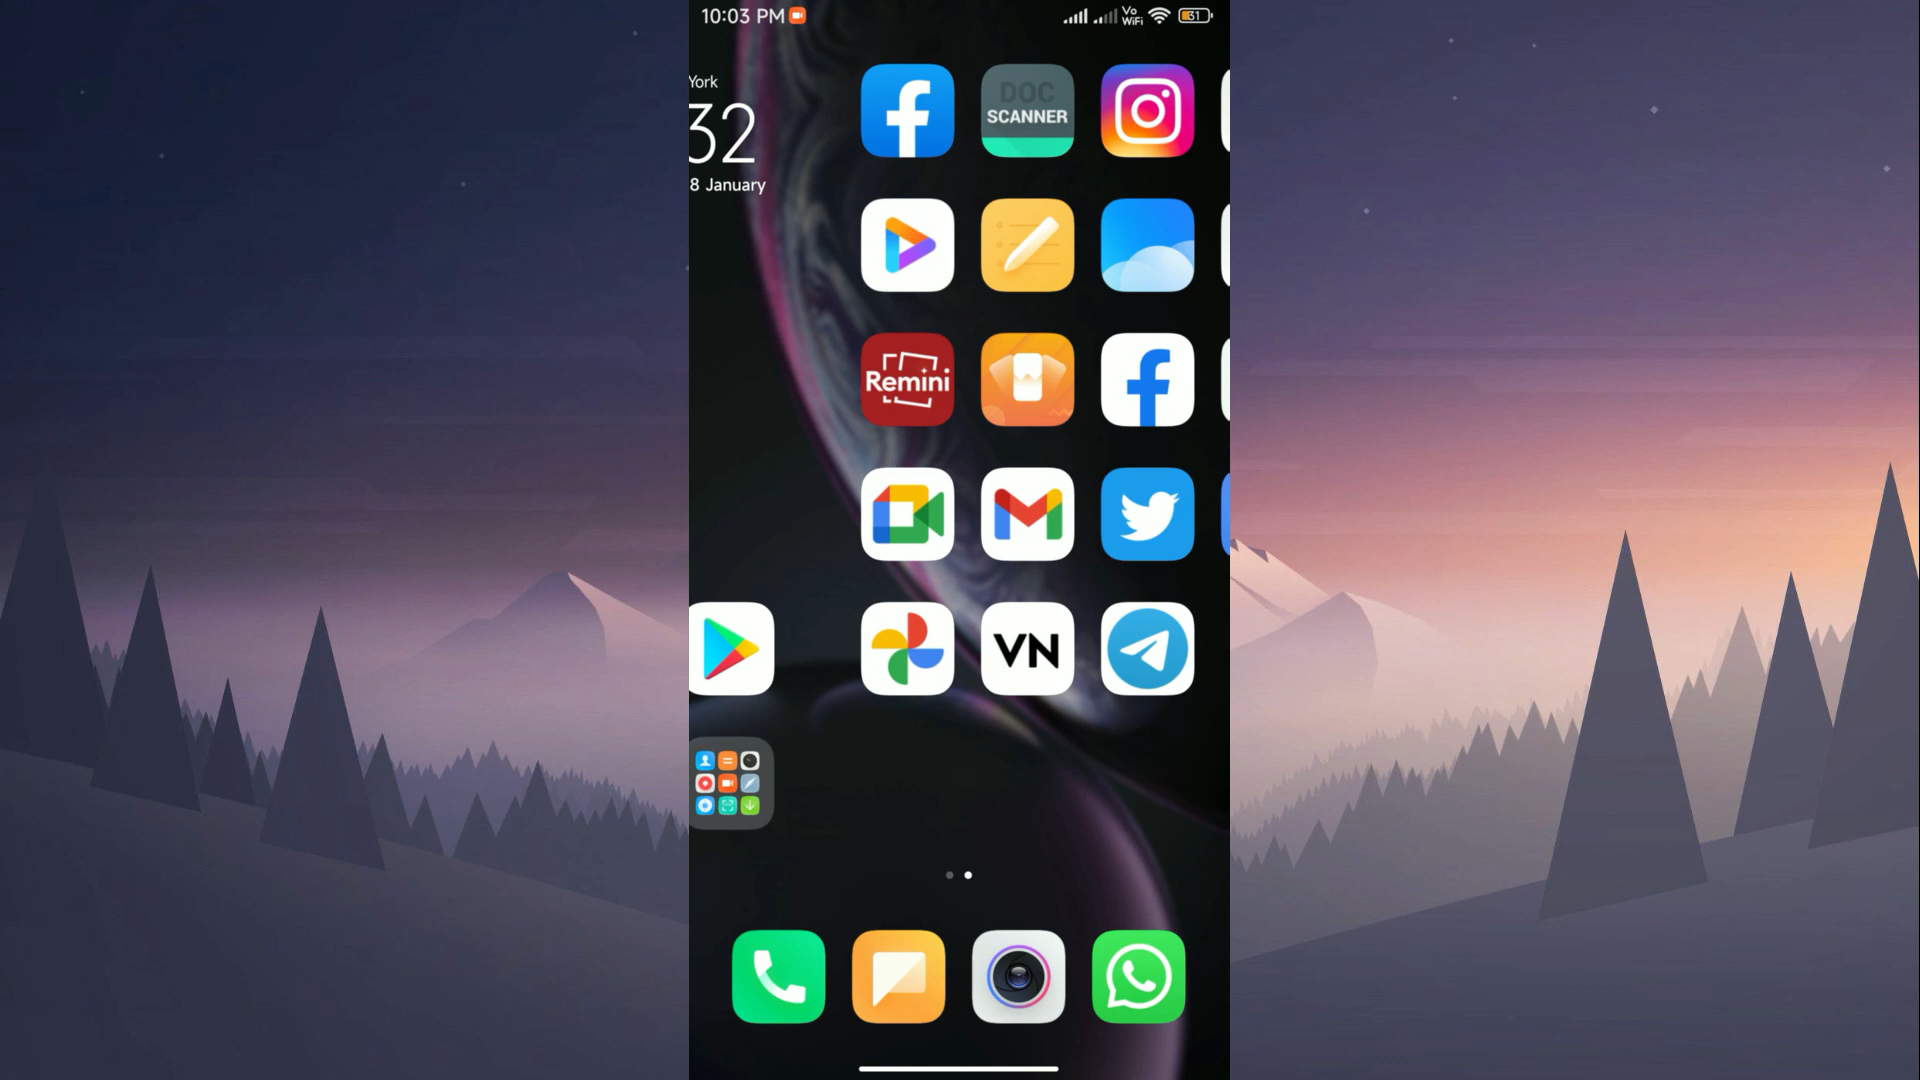 10:03 PM
Vo
WiFi
31
York
32
8 January
DOC
SCANNER
Remini
VN